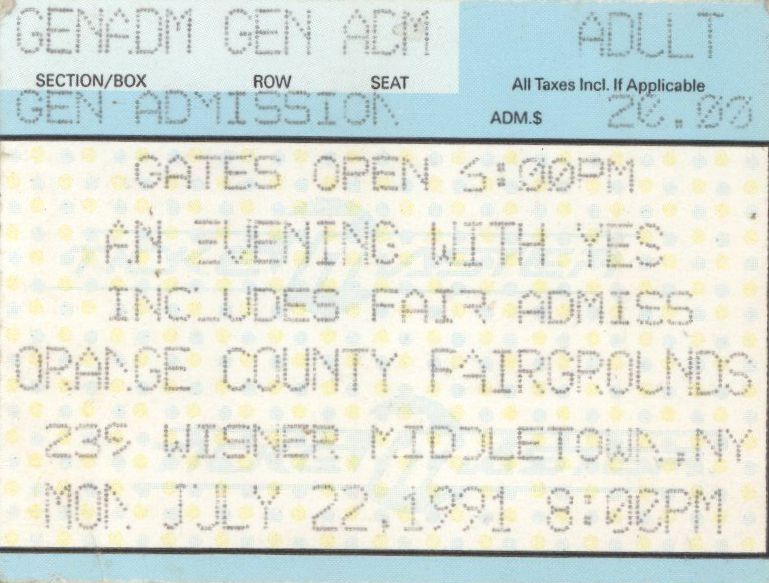 GENADM GEN ADM ADULT
SECTION/BOX ROW SEAT All Taxes Incl. If Applicable
GEN ADMISSION ADM.$ 20.00
GATES OPEN 6:00PM
AN EVENING WITH YES
INCLUDES FAIR ADMISS
ORANGE COUNTY FAIRGROUNDS
239 WISNER MIDDLETOWN,NY
MON. JULY 22,1991 8:00PM